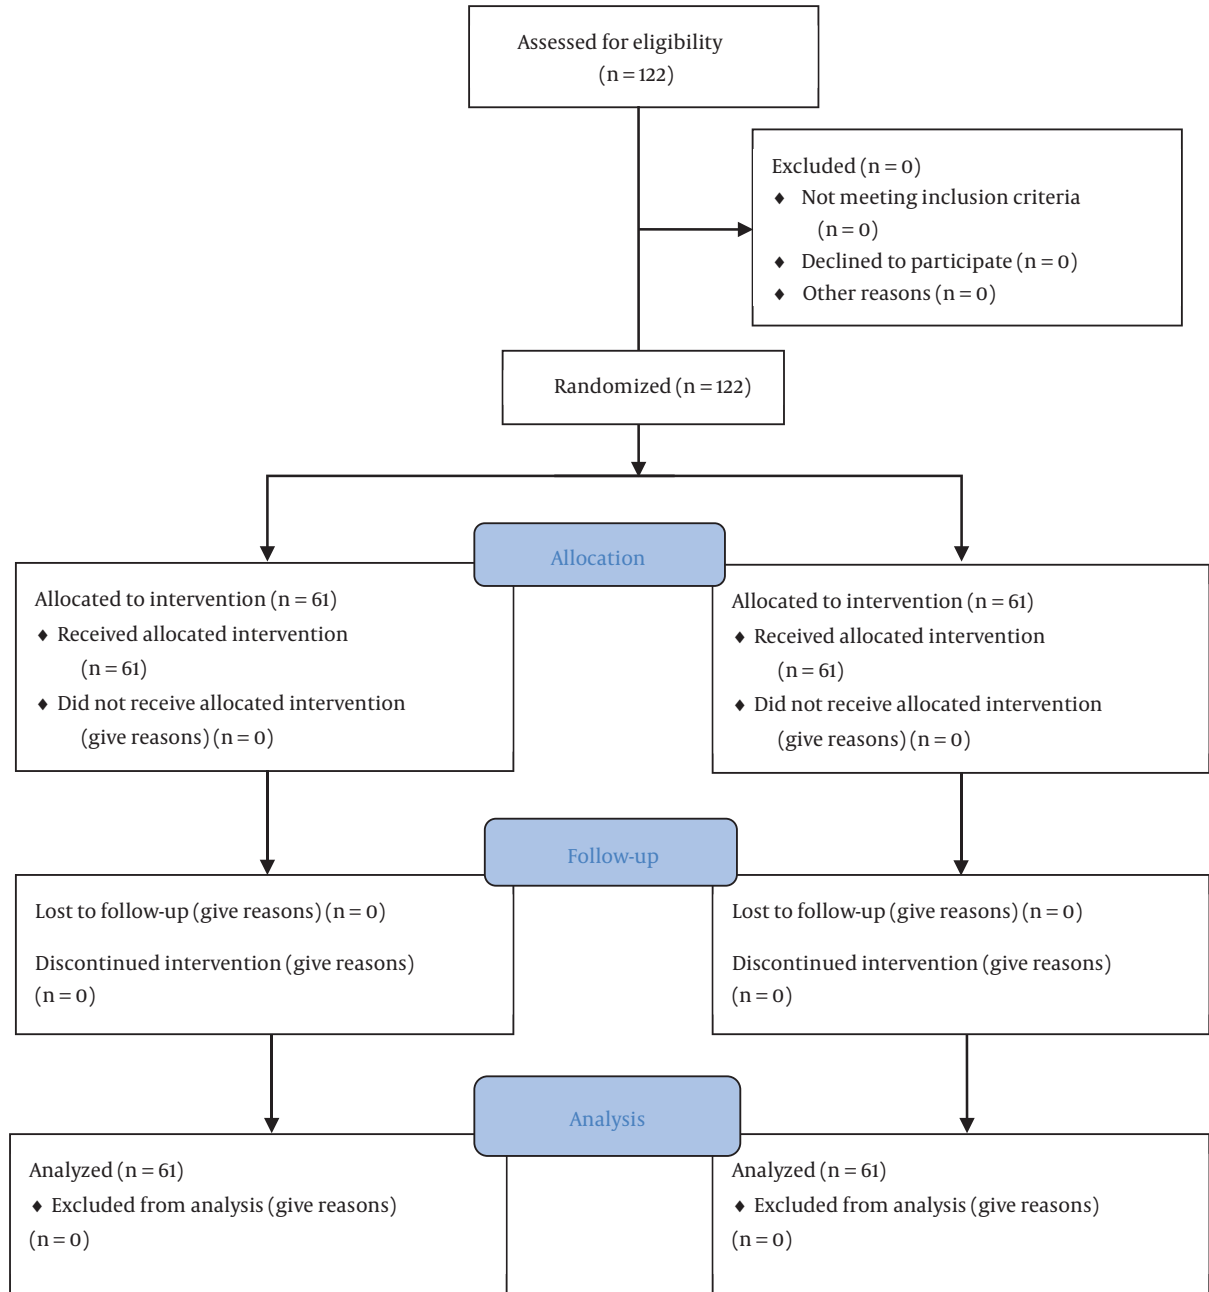 Assessed for eligibility
(n = 122)
Excluded (n = 0)
♦ Not meeting inclusion criteria
(n = 0)
♦ Declined to participate (n = 0)
♦ Other reasons (n = 0)
Randomized (n = 122)
Allocation
Allocated to intervention (n = 61)
♦ Received allocated intervention
(n = 61)
♦ Did not receive allocated intervention
(give reasons) (n = 0)
Allocated to intervention (n = 61)
♦ Received allocated intervention
(n = 61)
♦ Did not receive allocated intervention
(give reasons) (n = 0)
Follow-up
Lost to follow-up (give reasons) (n = 0)
Discontinued intervention (give reasons)
(n = 0)
Lost to follow-up (give reasons) (n = 0)
Discontinued intervention (give reasons)
(n = 0)
Analysis
Analyzed (n = 61)
♦ Excluded from analysis (give reasons)
(n = 0)
Analyzed (n = 61)
♦ Excluded from analysis (give reasons)
(n = 0)